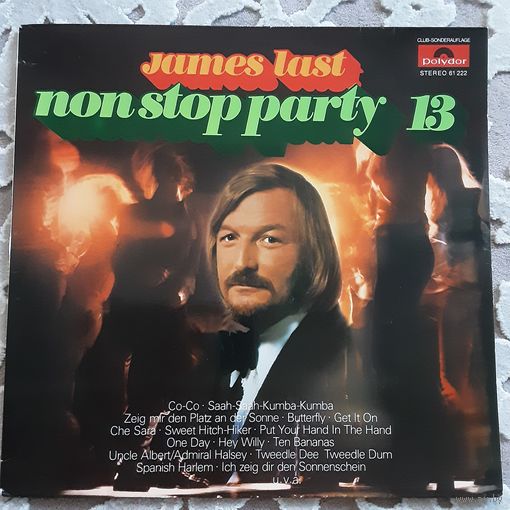 CLUB-SONDERAUFLAGE
polydor
STEREO 61 222
James last
non stop party 13
Co-Co · Saah-Saah-Kumba-Kumba
Zeig mir den Platz an der Sonne · Butterfly · Get It On
Che Sara · Sweet Hitch-Hiker · Put Your Hand In The Hand
One Day · Hey Willy · Ten Bananas
Uncle Albert/Admiral Halsey · Tweedle Dee Tweedle Dum
Spanish Harlem · Ich zeig dir den Sonnenschein
u.v.a.